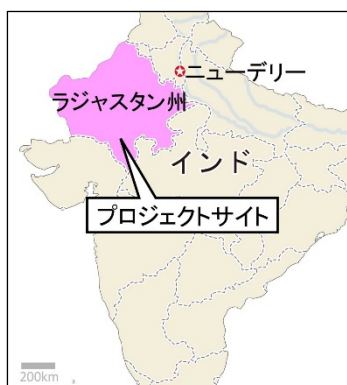 ニューデリー
ラジャスタン州
インド
プロジェクトサイト
200km